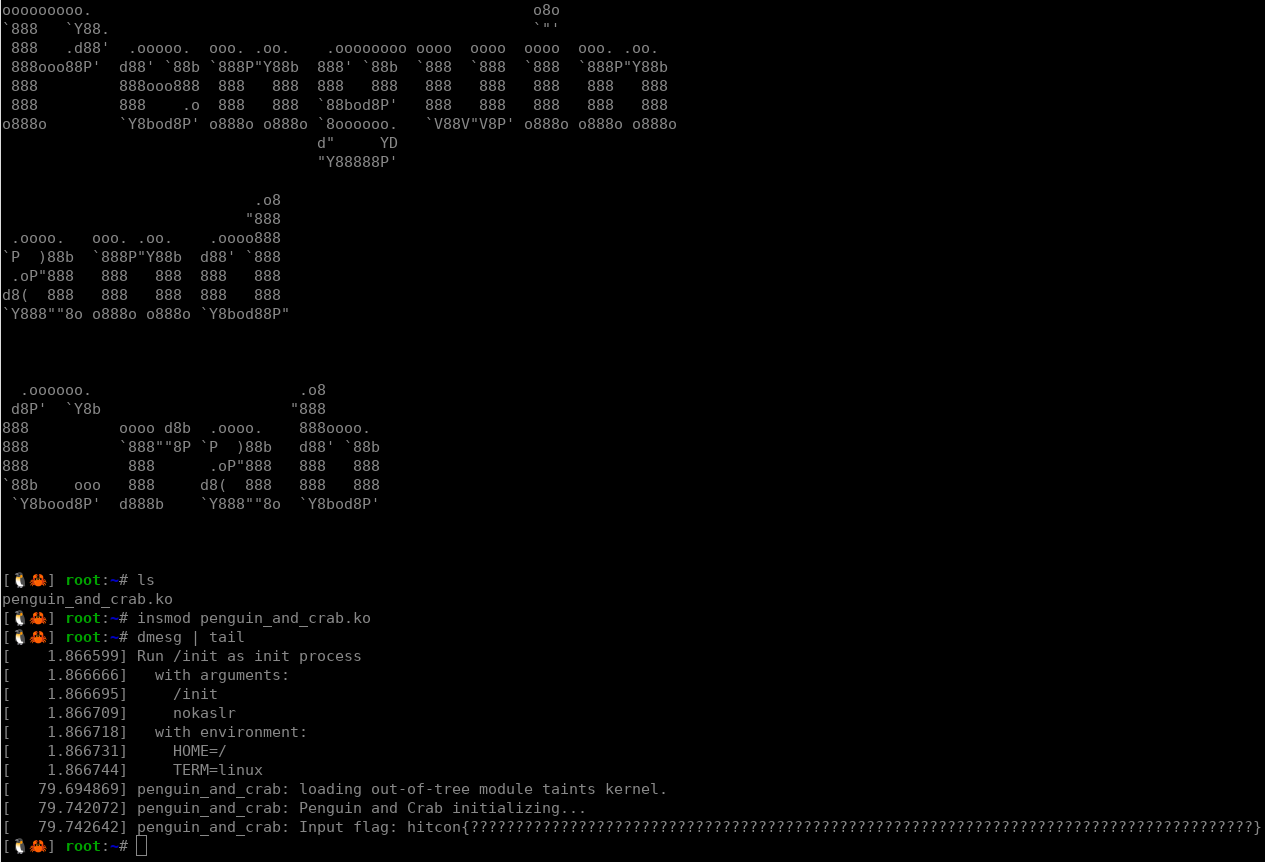 ooooooooo.                                                 o8o
`888   `Y88.                                               `"'
 888   .d88'  .ooooo.  ooo. .oo.    .oooooooo oooo  oooo  oooo  ooo. .oo.
 888ooo88P'  d88' `88b `888P"Y88b  888' `88b  `888  `888  `888  `888P"Y88b
 888         888ooo888  888   888  888   888   888   888   888   888   888
 888         888    .o  888   888  `88bod8P'   888   888   888   888   888
o888o        `Y8bod8P' o888o o888o `8oooooo.   `V88V"V8P' o888o o888o o888o
                                   d"     YD
                                   "Y88888P'
                            .o8
                           "888
 .oooo.   ooo. .oo.    .oooo888
`P  )88b  `888P"Y88b  d88' `888
 .oP"888   888   888  888   888
d8(  888   888   888  888   888
`Y888""8o o888o o888o `Y8bod88P"
  .oooooo.                       .o8
 d8P'  `Y8b                     "888
888          oooo d8b  .oooo.    888oooo.
888          `888""8P `P  )88b   d88' `88b
888           888      .oP"888   888   888
`88b    ooo   888     d8(  888   888   888
 `Y8bood8P'  d888b    `Y888""8o  `Y8bod8P'
[🐧🦀] root:~# ls
penguin_and_crab.ko
[🐧🦀] root:~# insmod penguin_and_crab.ko
[🐧🦀] root:~# dmesg | tail
[    1.866599] Run /init as init process
[    1.866666]   with arguments:
[    1.866695]     /init
[    1.866709]     nokaslr
[    1.866718]   with environment:
[    1.866731]     HOME=/
[    1.866744]     TERM=linux
[   79.694869] penguin_and_crab: loading out-of-tree module taints kernel.
[   79.742072] penguin_and_crab: Penguin and Crab initializing...
[   79.742642] penguin_and_crab: Input flag: hitcon{???????????????????????????????????????????????????????????????????????????????????????}
[🐧🦀] root:~#